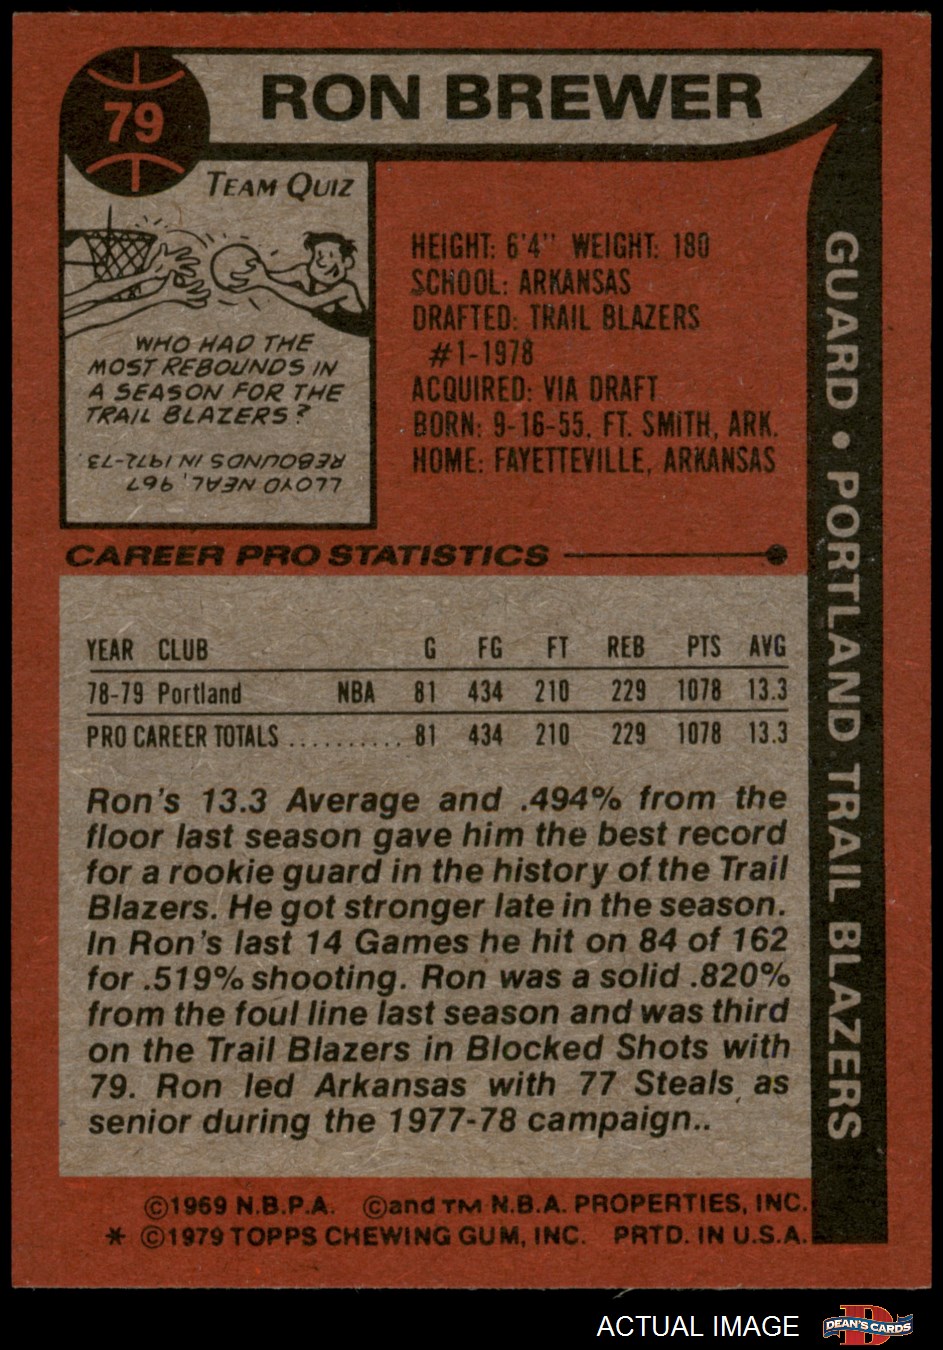 79
RON BREWER
TEAM QUIZ
WHO HAD THE
MOST REBOUNDS IN
A SEASON FOR THE
TRAIL BLAZERS?
LLOYD NEAL, 967
REBOUNDS IN 1972-73.
HEIGHT: 6'4" WEIGHT: 180
SCHOOL: ARKANSAS
DRAFTED: TRAIL BLAZERS
#1-1978
ACQUIRED: VIA DRAFT
BORN: 9-16-55, FT. SMITH, ARK.
HOME: FAYETTEVILLE, ARKANSAS
GUARD • PORTLAND TRAIL BLAZERS
CAREER PRO STATISTICS
YEAR CLUB G FG FT REB PTS AVG
78-79 Portland NBA 81 434 210 229 1078 13.3
PRO CAREER TOTALS .......... 81 434 210 229 1078 13.3
Ron's 13.3 Average and .494% from the
floor last season gave him the best record
for a rookie guard in the history of the Trail
Blazers. He got stronger late in the season.
In Ron's last 14 Games he hit on 84 of 162
for .519% shooting. Ron was a solid .820%
from the foul line last season and was third
on the Trail Blazers in Blocked Shots with
79. Ron led Arkansas with 77 Steals as
senior during the 1977-78 campaign..
©1969 N.B.P.A. ©and TM N.B.A. PROPERTIES, INC.
* ©1979 TOPPS CHEWING GUM, INC. PRTD. IN U.S.A.
ACTUAL IMAGE DEAN'S CARDS